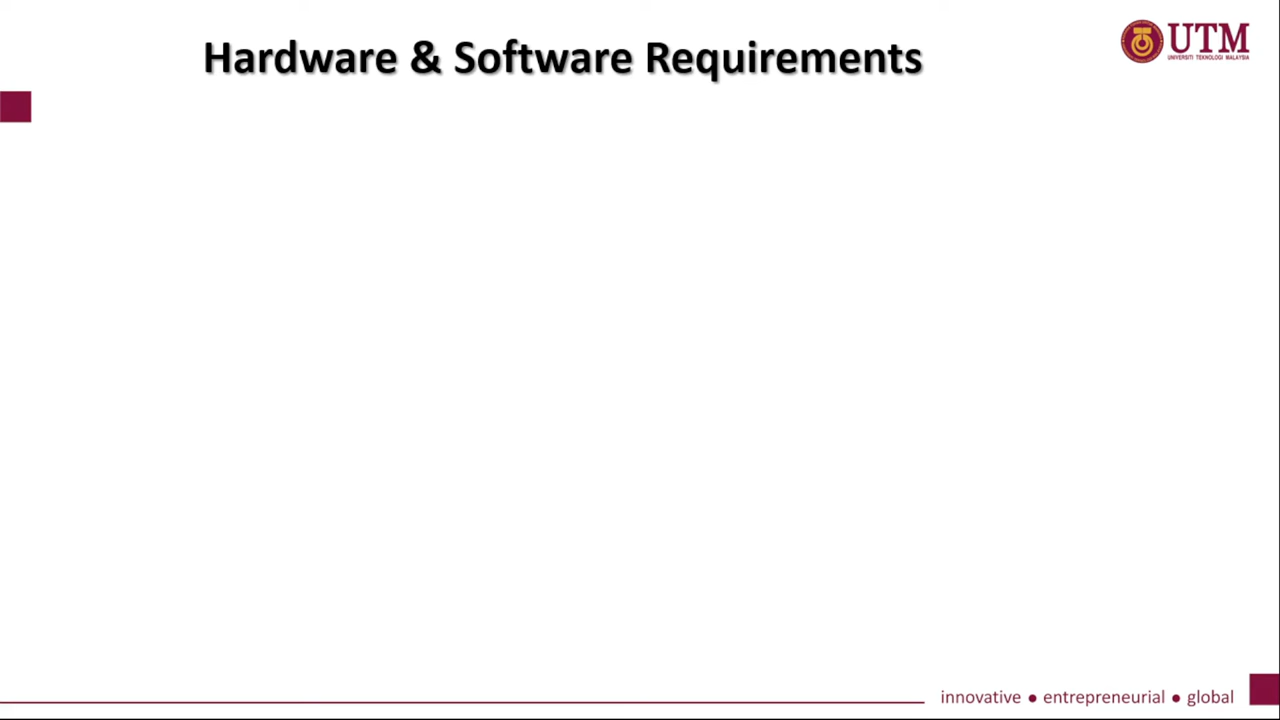 Hardware & Software Requirements
UTM
UNIVERSITI TEKNOLOGI MALAYSIA
innovative ● entrepreneurial ● global